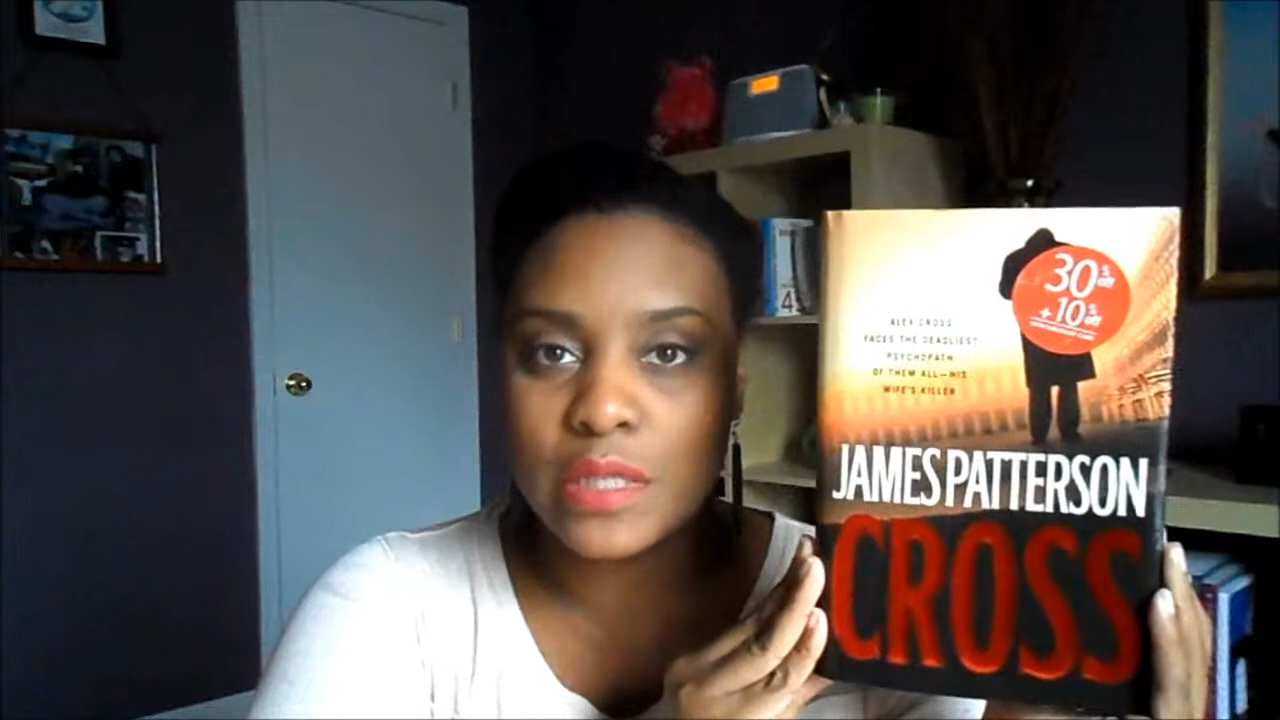 30% off
+10% off
ALEX CROSS
FACES THE DEADLIEST
PSYCHOPATH
OF THEM ALL—HIS
WIFE'S KILLER
JAMES PATTERSON
CROSS